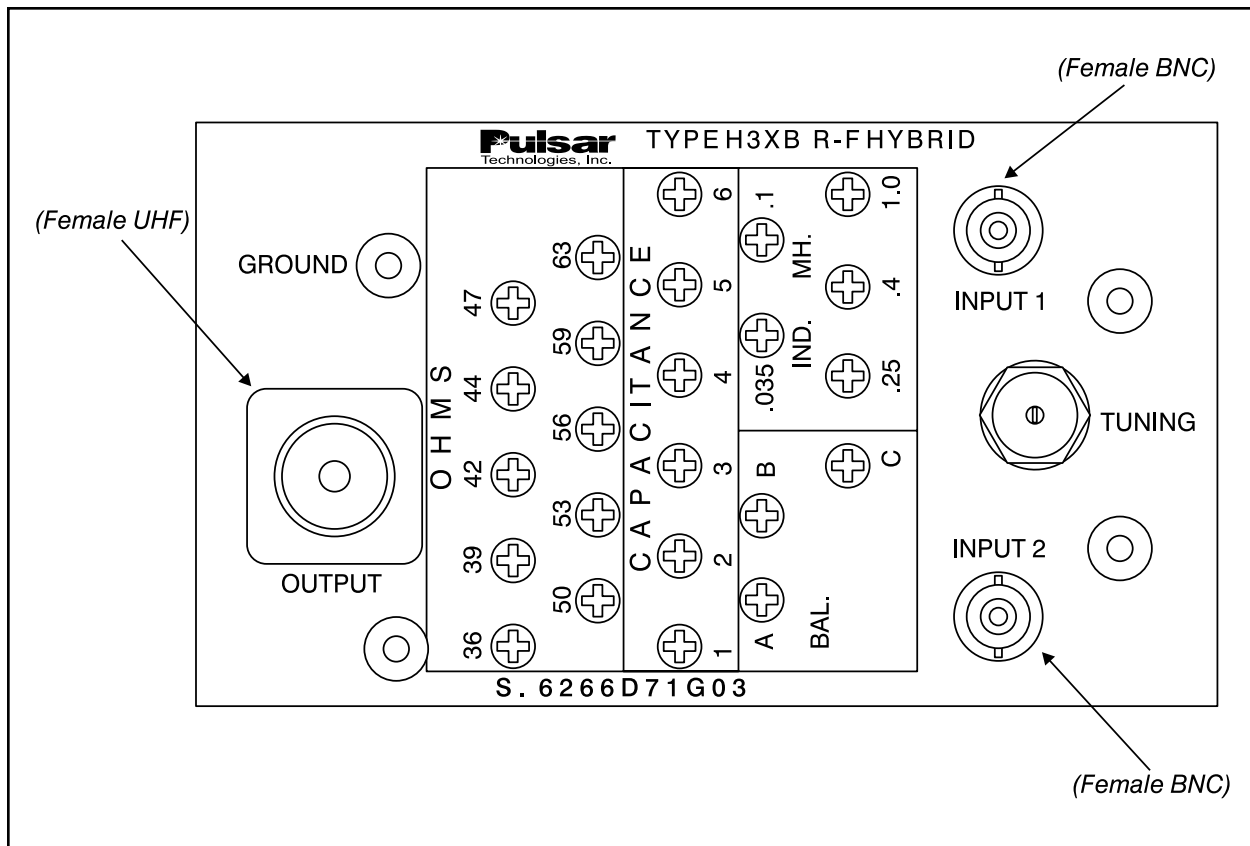 (Female BNC)
Pulsar
Technologies, Inc.
TYPE H3XB R-F HYBRID
(Female UHF)
GROUND
OUTPUT
OHMS
47
44
42
39
36
63
59
56
53
50
CAPACITANCE
6
5
4
3
2
1
.1
.035
IND. MH.
1.0
.4
.25
A
B
C
BAL.
INPUT 1
TUNING
INPUT 2
S. 6266D71G03
(Female BNC)